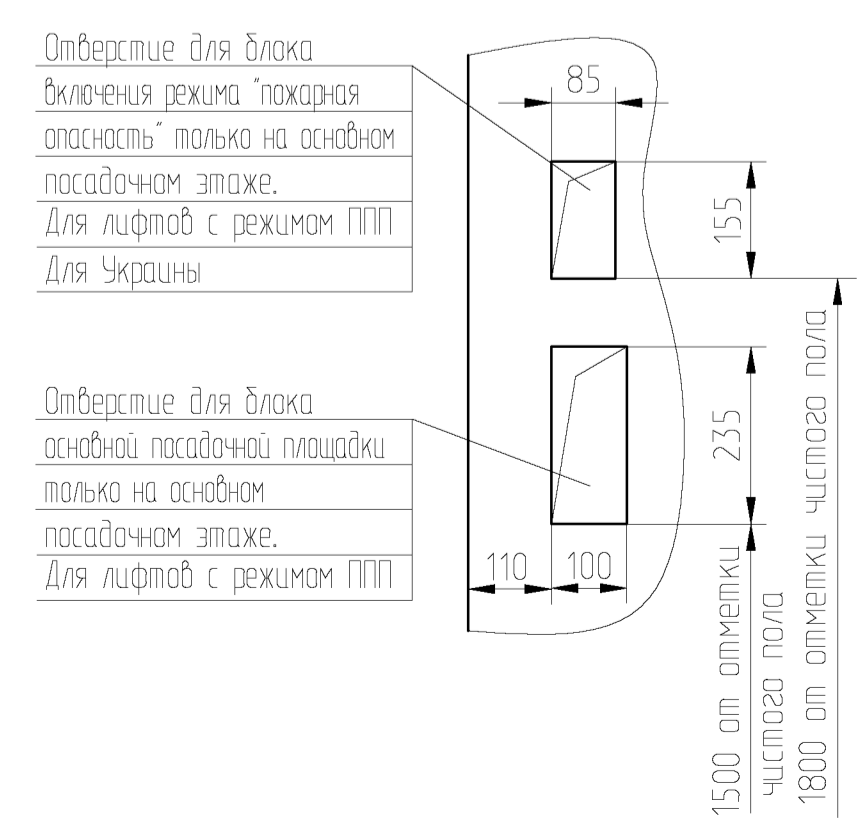 Отверстие для блока
включения режима "пожарная
опасность" только на основном
посадочном этаже.
Для лифтов с режимом ППП
Для Украины
85
155
Отверстие для блока
основной посадочной площадки
только на основном
посадочном этаже.
Для лифтов с режимом ППП
235
110
100
1500 от отметки
чистого пола
1800 от отметки чистого пола